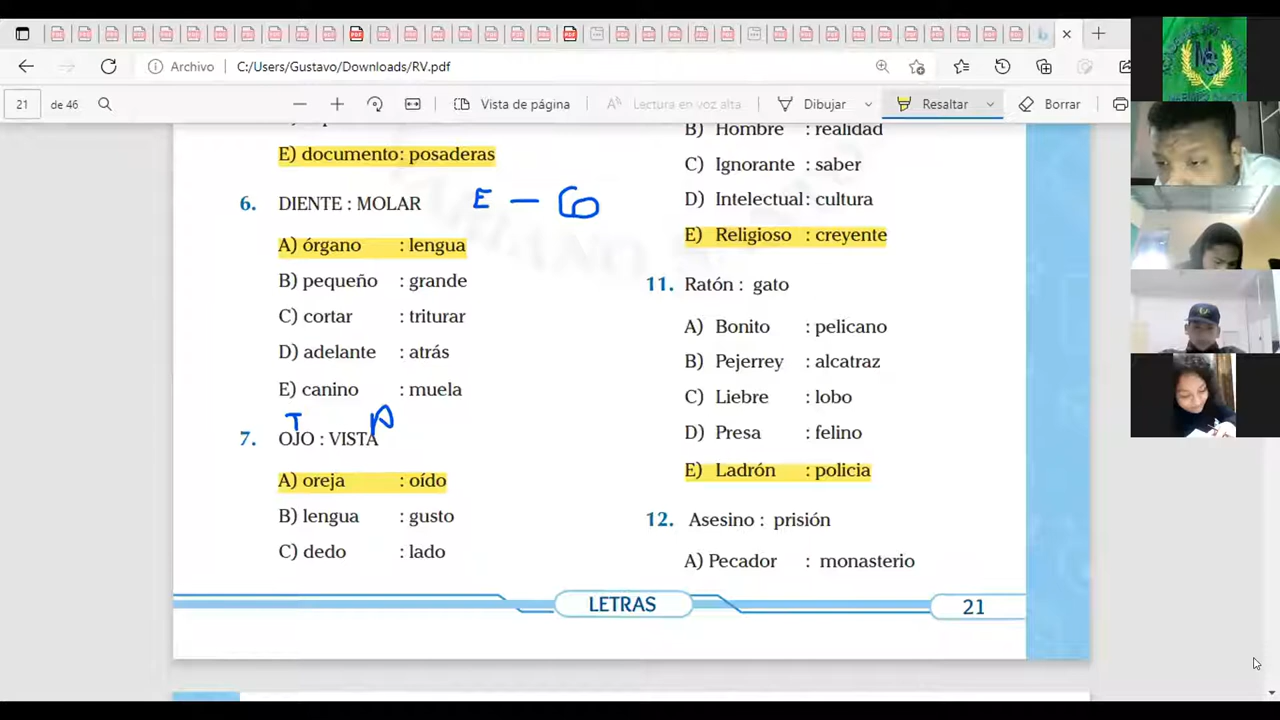 Archivo
C:/Users/Gustavo/Downloads/RV.pdf
21
de 46
Vista de página
Lectura en voz alta
Dibujar
Resaltar
Borrar
E) documento: posaderas
6. DIENTE : MOLAR
E - 6
A) órgano : lengua
B) pequeño : grande
C) cortar : triturar
D) adelante : atrás
E) canino : muela
T
A
7. OJO : VISTA
A) oreja : oído
B) lengua : gusto
C) dedo : lado
B) Hombre : realidad
C) Ignorante : saber
D) Intelectual : cultura
E) Religioso : creyente
11. Ratón : gato
A) Bonito : pelicano
B) Pejerrey : alcatraz
C) Liebre : lobo
D) Presa : felino
E) Ladrón : policia
12. Asesino : prisión
A) Pecador : monasterio
LETRAS
21